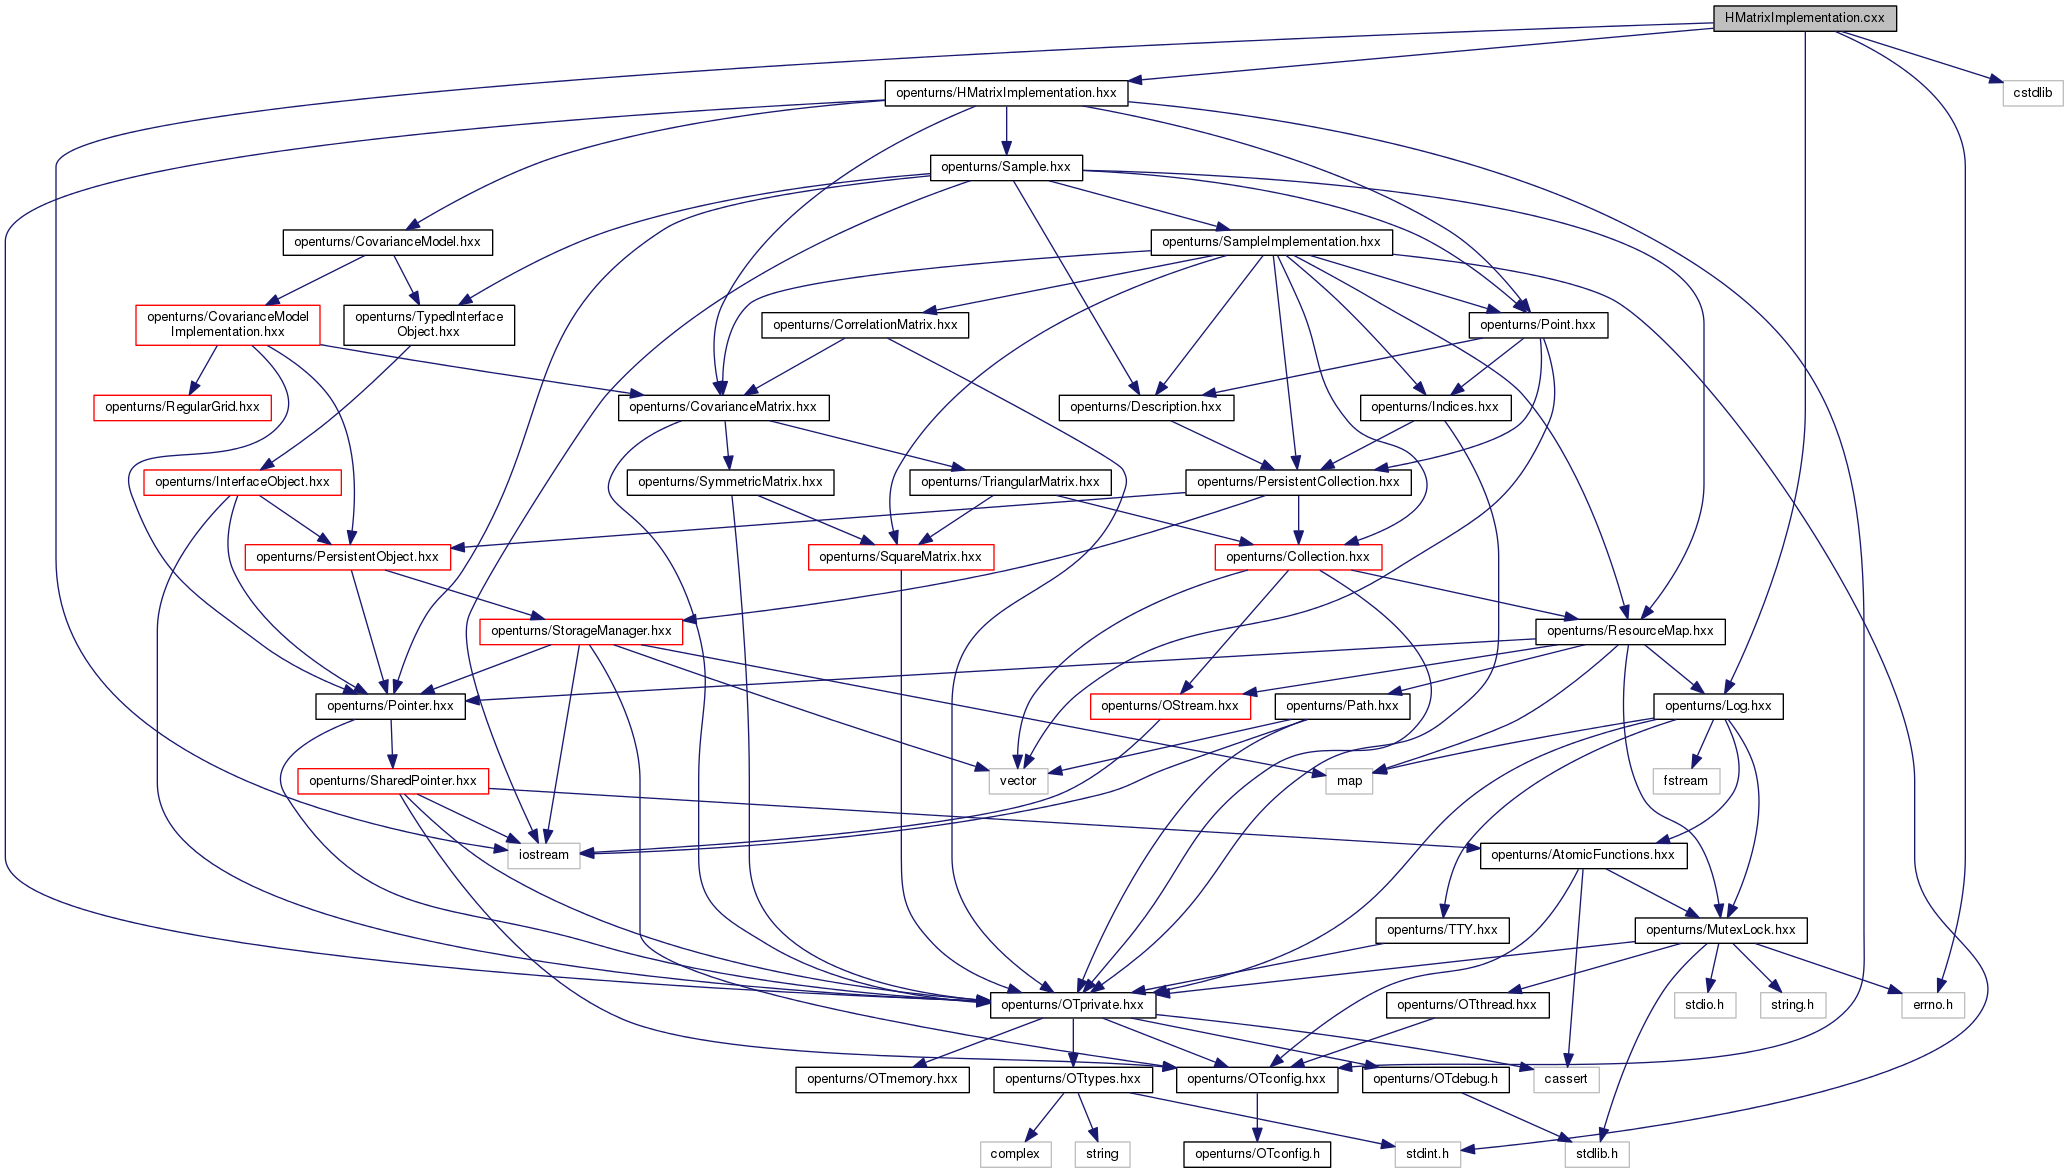 HMatrixImplementation.cxx
openturns/HMatrixImplementation.hxx
cstdlib
openturns/Sample.hxx
openturns/CovarianceModel.hxx
openturns/SampleImplementation.hxx
openturns/CovarianceModel
Implementation.hxx
openturns/TypedInterface
Object.hxx
openturns/CorrelationMatrix.hxx
openturns/Point.hxx
openturns/RegularGrid.hxx
openturns/CovarianceMatrix.hxx
openturns/Description.hxx
openturns/Indices.hxx
openturns/InterfaceObject.hxx
openturns/SymmetricMatrix.hxx
openturns/TriangularMatrix.hxx
openturns/PersistentCollection.hxx
openturns/PersistentObject.hxx
openturns/SquareMatrix.hxx
openturns/Collection.hxx
openturns/StorageManager.hxx
openturns/ResourceMap.hxx
openturns/Pointer.hxx
openturns/OStream.hxx
openturns/Path.hxx
openturns/Log.hxx
openturns/SharedPointer.hxx
vector
map
fstream
iostream
openturns/AtomicFunctions.hxx
openturns/TTY.hxx
openturns/MutexLock.hxx
openturns/OTprivate.hxx
openturns/OTthread.hxx
stdio.h
string.h
errno.h
openturns/OTmemory.hxx
openturns/OTtypes.hxx
openturns/OTconfig.hxx
openturns/OTdebug.h
cassert
complex
string
openturns/OTconfig.h
stdint.h
stdlib.h